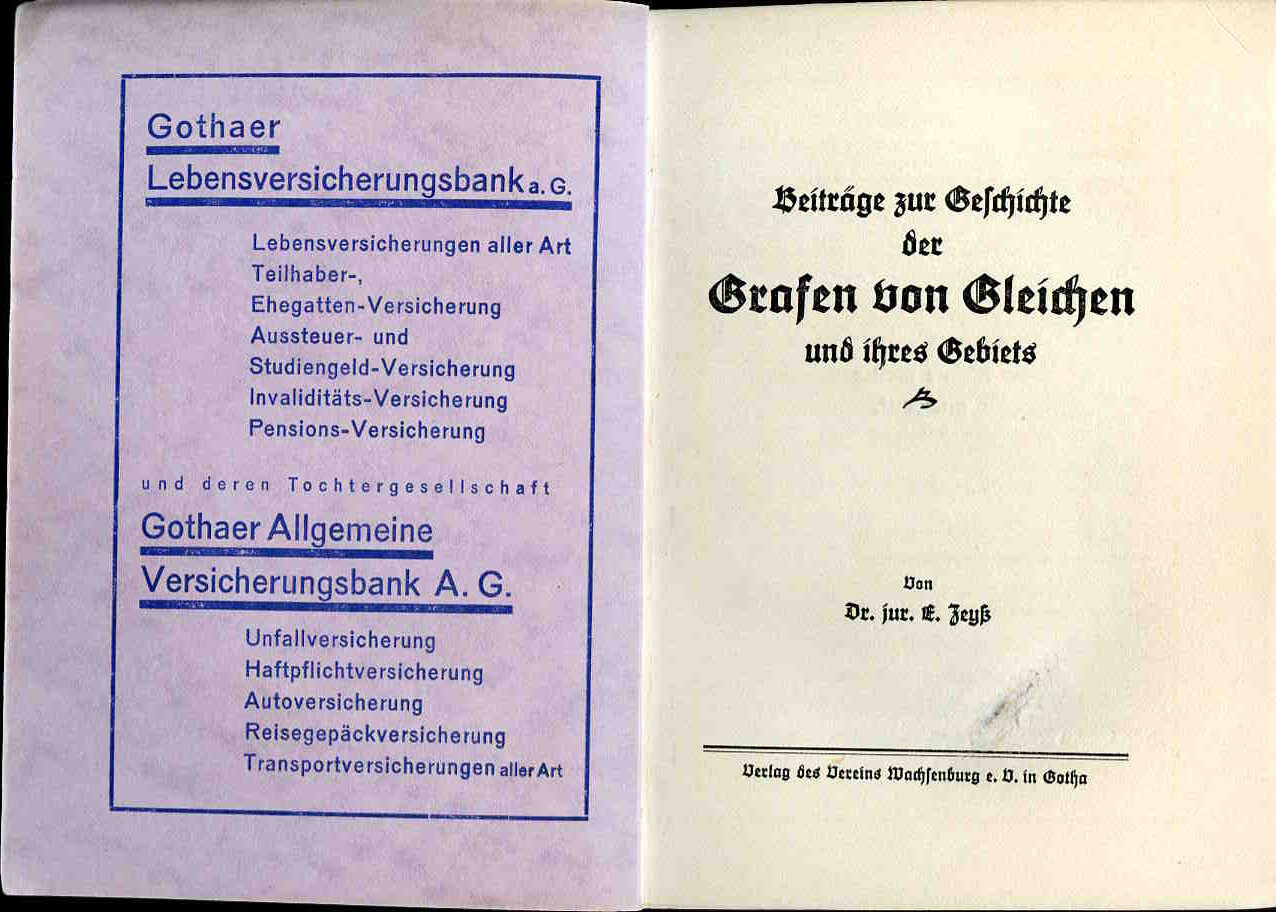 Gothaer
Lebensversicherungsbank a. G.
Lebensversicherungen aller Art
Teilhaber-,
Ehegatten-Versicherung
Aussteuer- und
Studiengeld-Versicherung
Invaliditäts-Versicherung
Pensions-Versicherung
und deren Tochtergesellschaft
Gothaer Allgemeine
Versicherungsbank A. G.
Unfallversicherung
Haftpflichtversicherung
Autoversicherung
Reisegepäckversicherung
Transportversicherungen aller Art
Beiträge zur Geschichte
der
Grafen von Gleichen
und ihres Gebiets
Von
Dr. jur. E. Zeyß
Verlag des Vereins Wachsenburg e. V. in Gotha